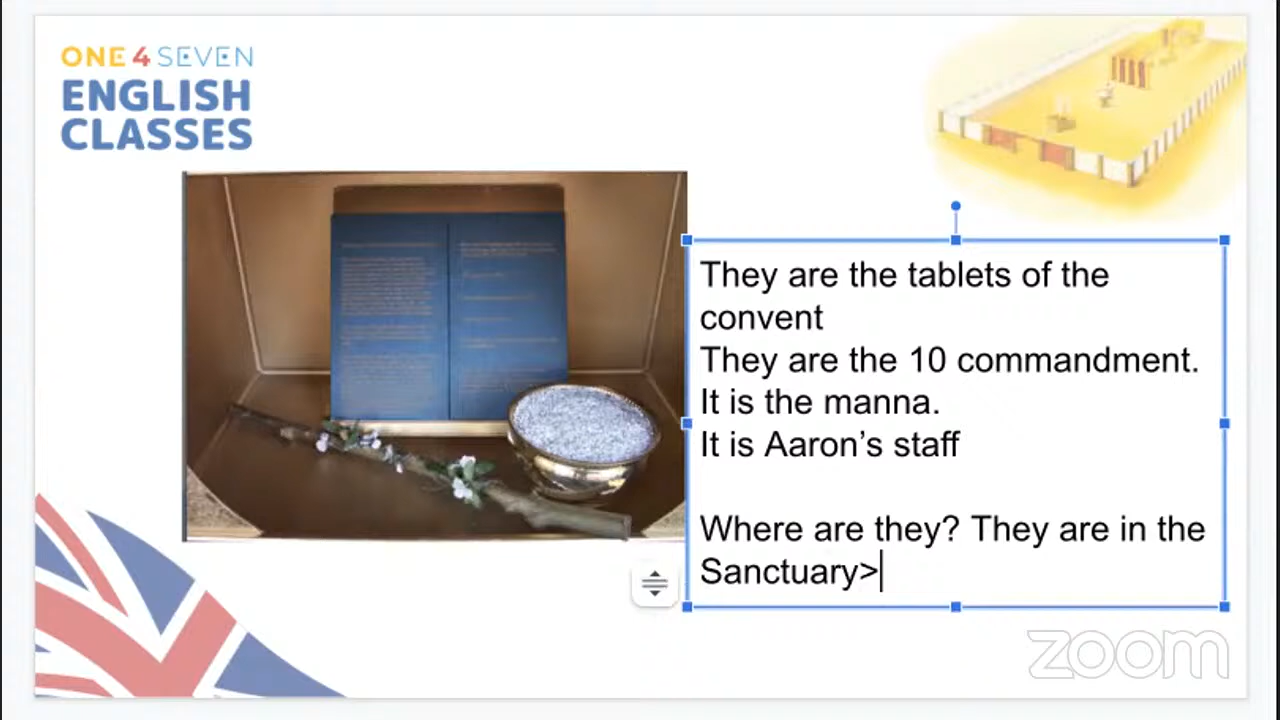 ONE 4 SEVEN
ENGLISH
CLASSES
They are the tablets of the
convent
They are the 10 commandment.
It is the manna.
It is Aaron’s staff
Where are they? They are in the
Sanctuary>
zoom